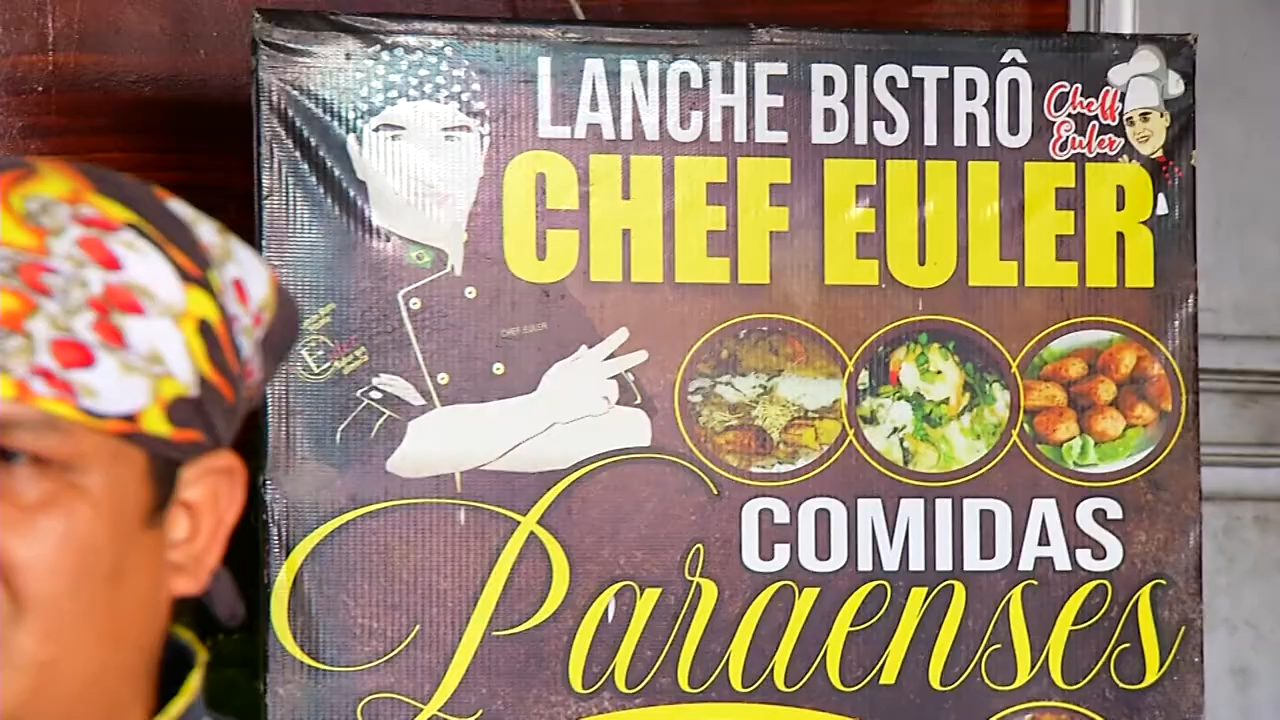 LANCHE BISTRÔ
Cheff
Euler
CHEF EULER
CHEF EULER
COMIDAS
Paraenses